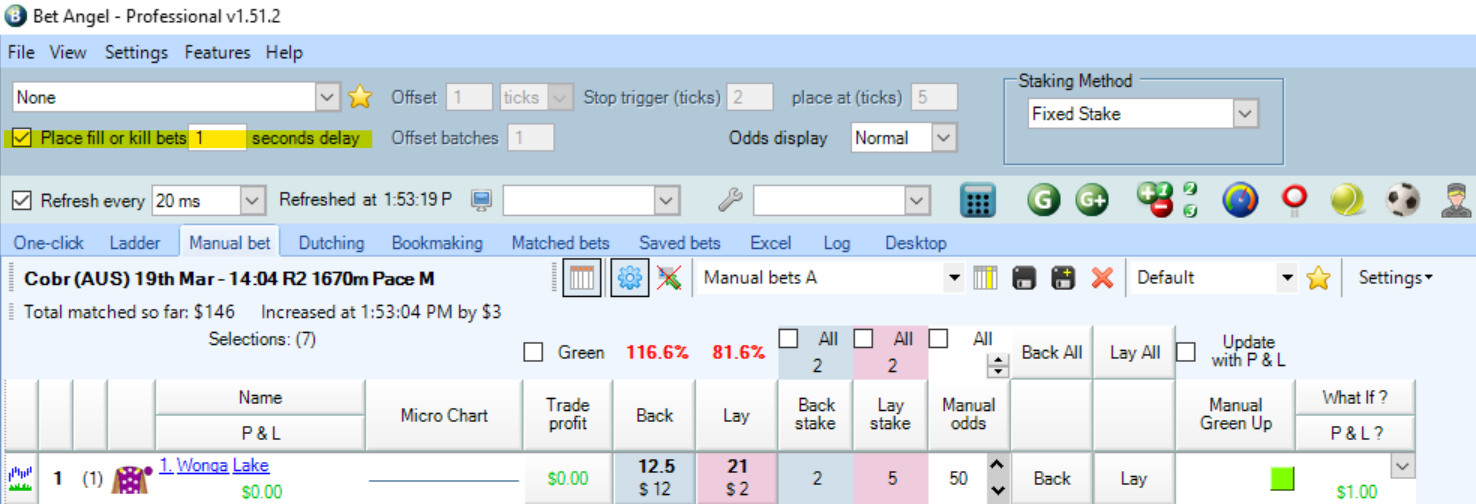 Bet Angel - Professional v1.51.2
File View Settings Features Help
None Offset 1 ticks Stop trigger (ticks) 2 place at (ticks) 5 Staking Method
Fixed Stake
Place fill or kill bets 1 seconds delay Offset batches 1 Odds display Normal
Refresh every 20 ms Refreshed at 1:53:19 P G G+
One-click Ladder Manual bet Dutching Bookmaking Matched bets Saved bets Excel Log Desktop
Cobr (AUS) 19th Mar - 14:04 R2 1670m Pace M Manual bets A Default Settings
Total matched so far: $146 Increased at 1:53:04 PM by $3
Selections: (7) Green 116.6% 81.6% All 2 All 2 All Back All Lay All Update with P & L
Name Micro Chart Trade profit Back Lay Back stake Lay stake Manual odds Manual Green Up What If ?
P & L P & L ?
1 (1) 1. Wonga Lake $0.00 12.5 21 2 5 50 Back Lay
$0.00 $ 12 $ 2 $1.00